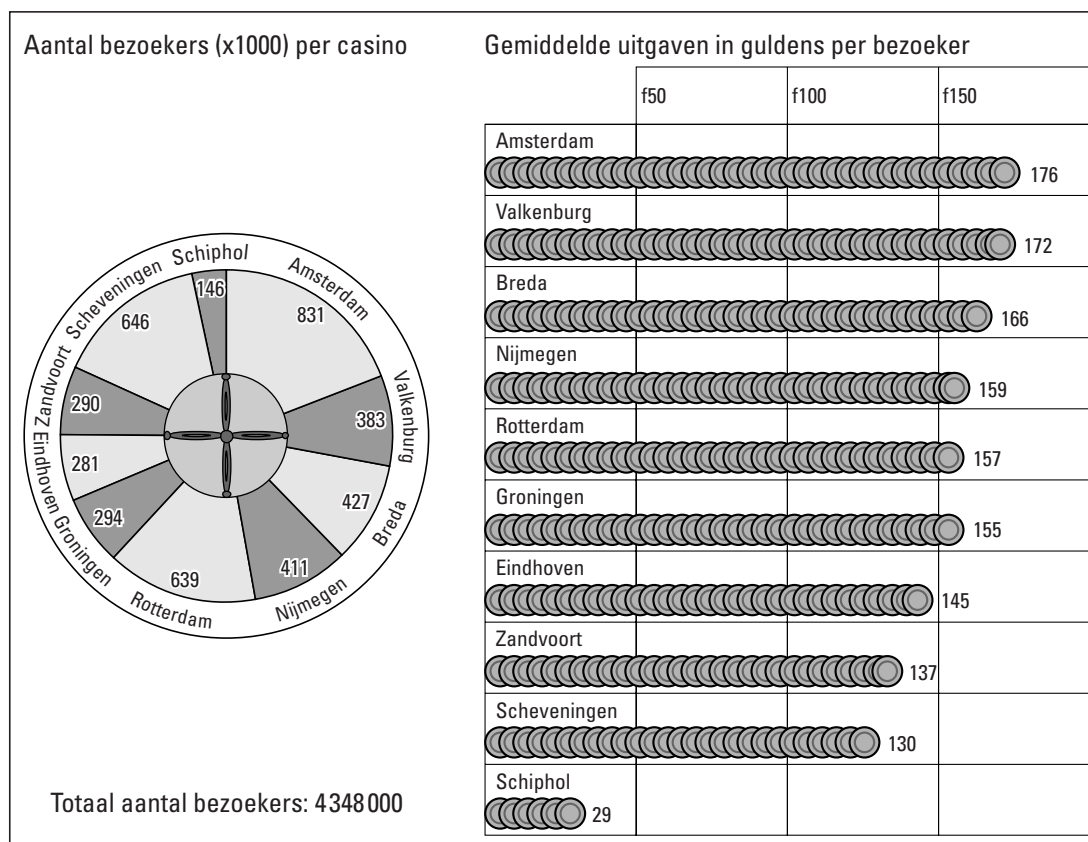 Aantal bezoekers (x1000) per casino
Schiphol
146
Amsterdam
831
Valkenburg
383
Breda
427
Nijmegen
411
Rotterdam
639
Groningen
294
Eindhoven
281
Zandvoort
290
Scheveningen
646
Totaal aantal bezoekers: 4348000
Gemiddelde uitgaven in guldens per bezoeker
f50 f100 f150
Amsterdam
176
Valkenburg
172
Breda
166
Nijmegen
159
Rotterdam
157
Groningen
155
Eindhoven
145
Zandvoort
137
Scheveningen
130
Schiphol
29